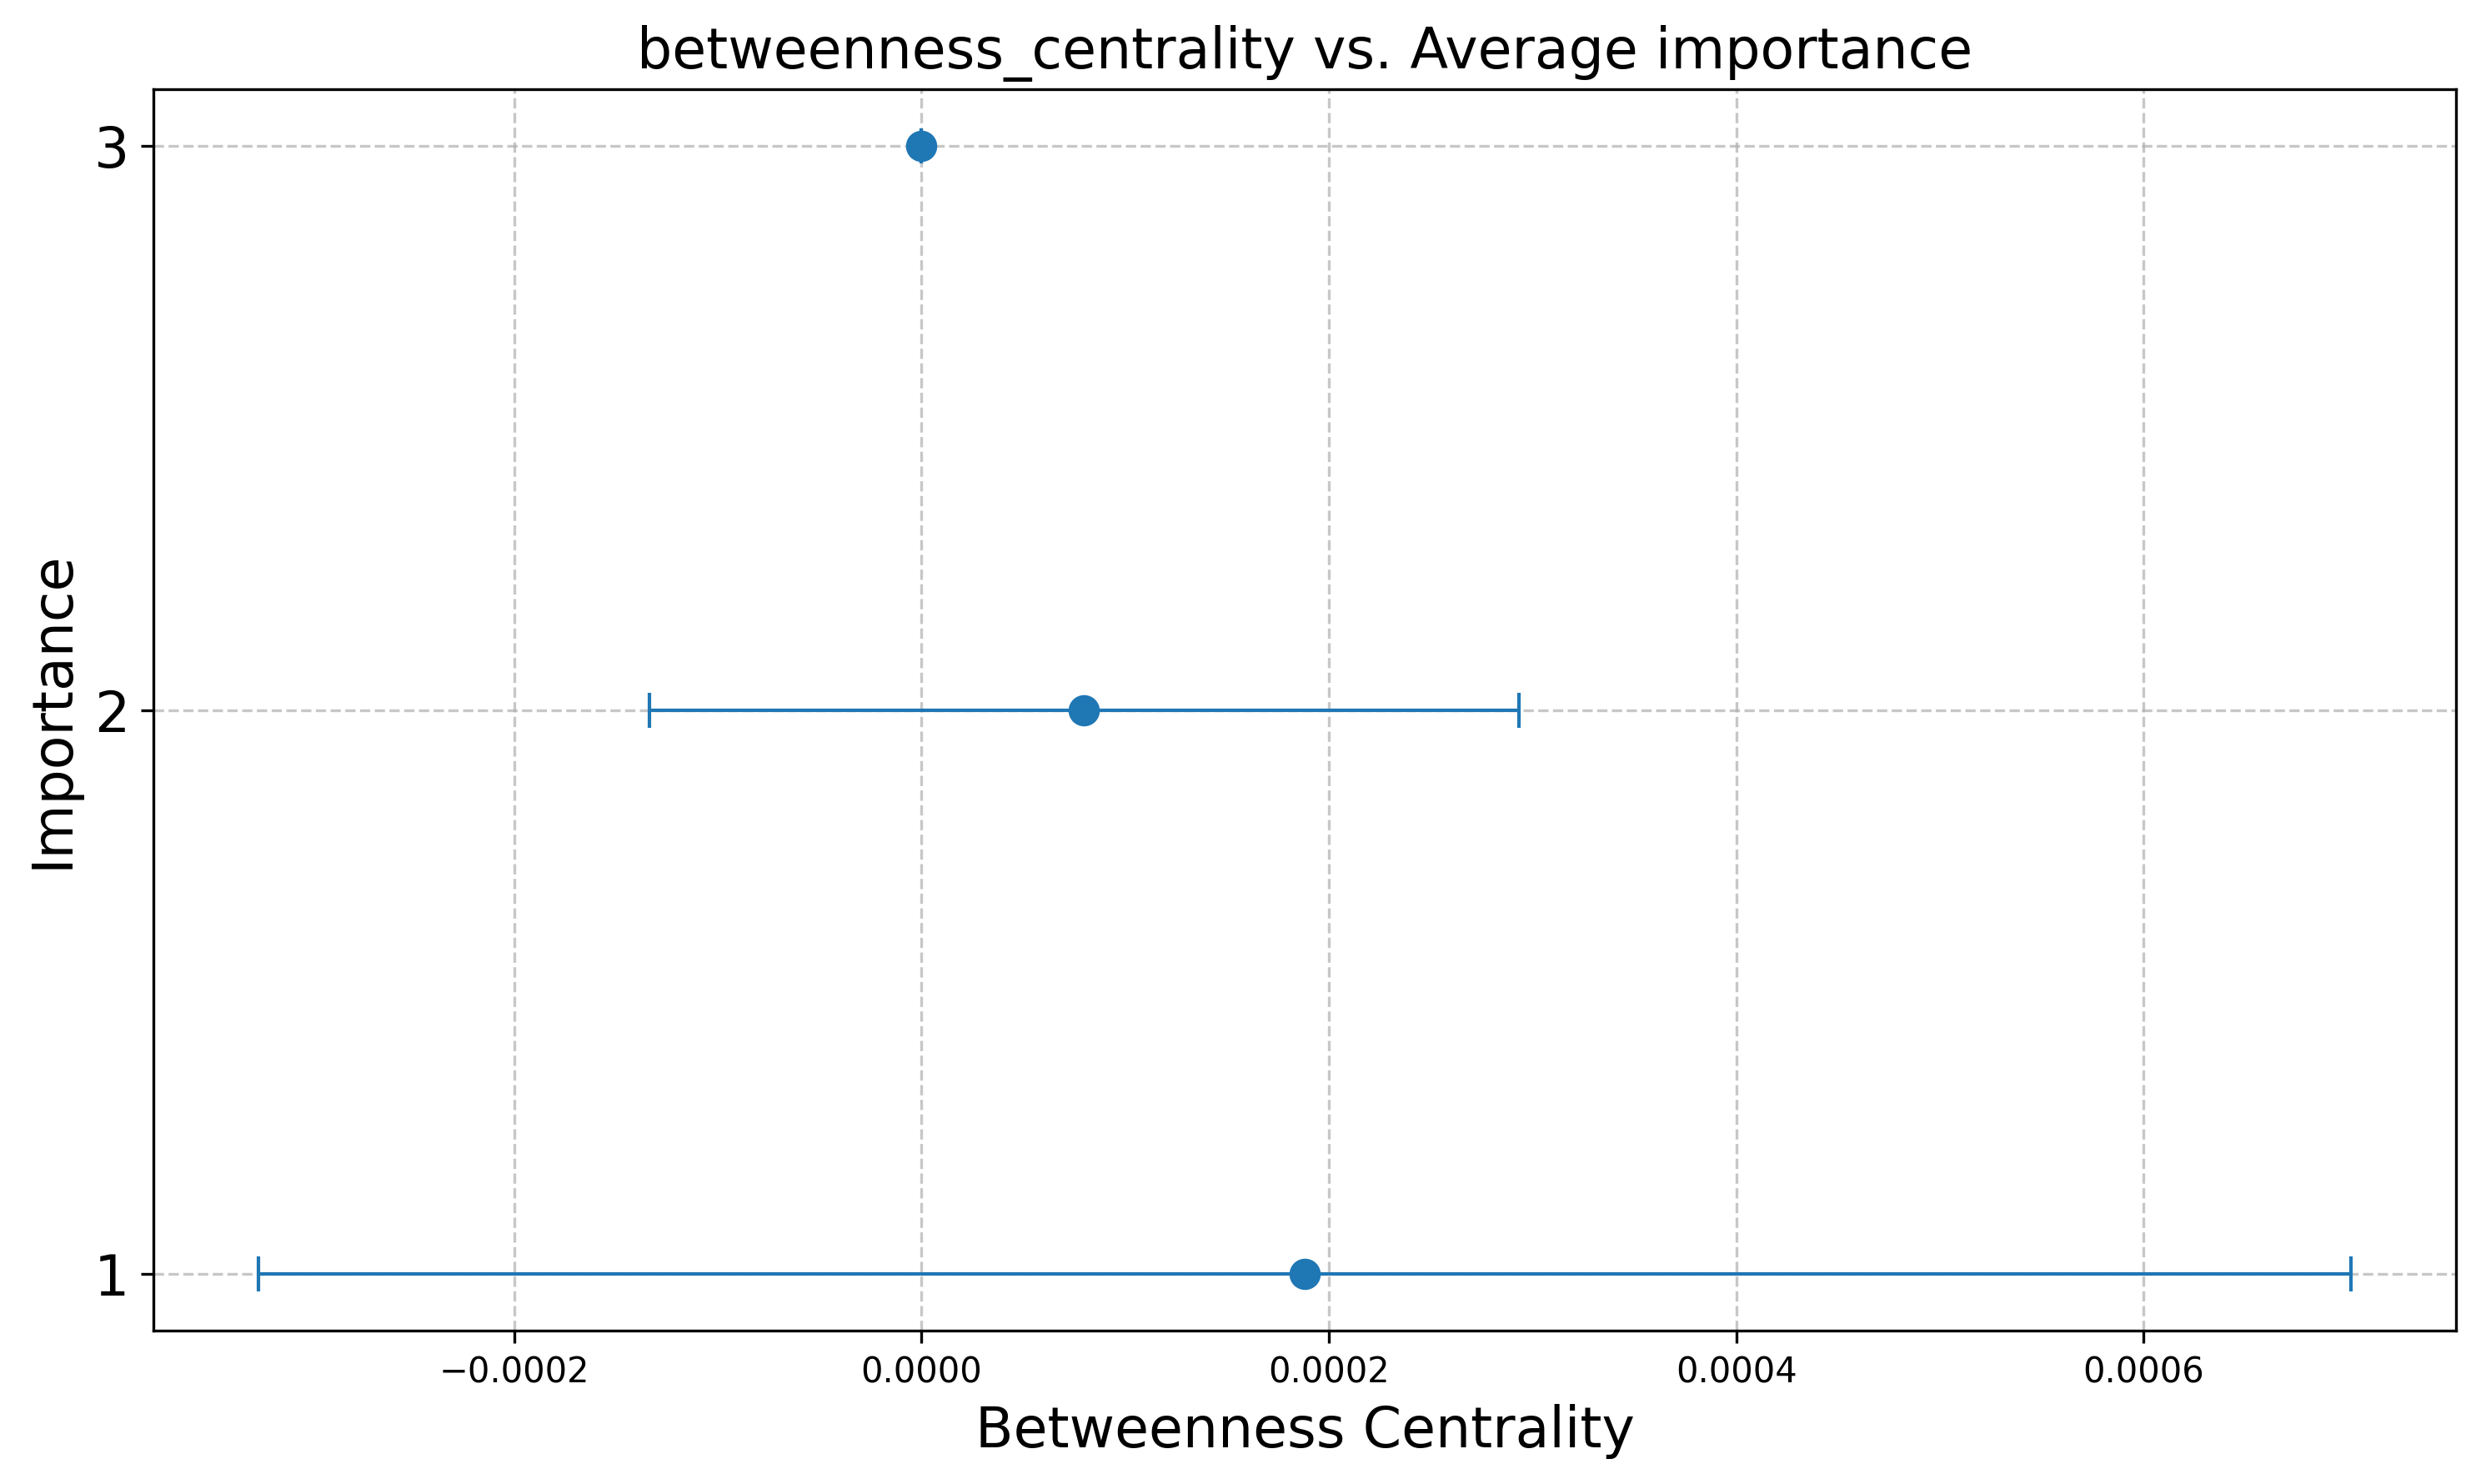 betweenness_centrality vs. Average importance
3
2
1
Importance
−0.0002
0.0000
0.0002
0.0004
0.0006
Betweenness Centrality